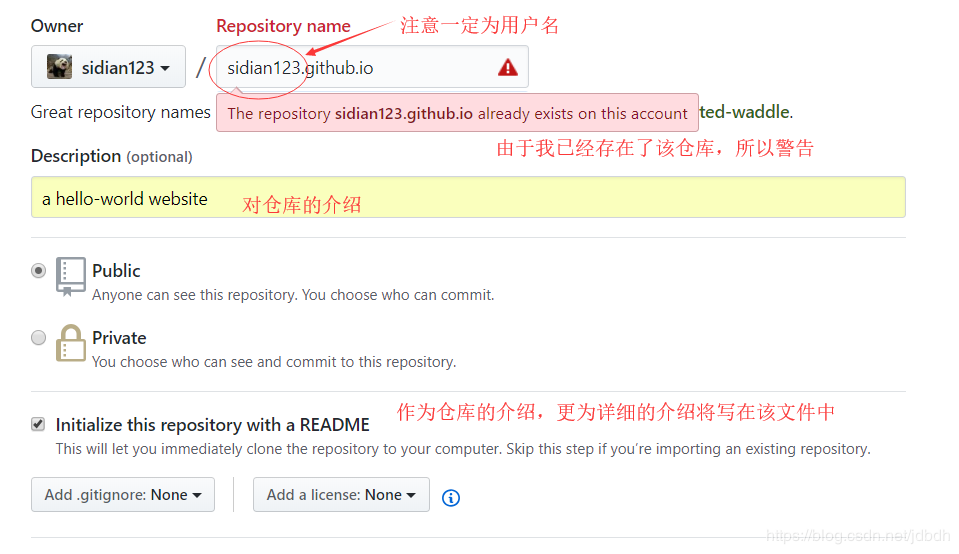 Owner
Repository name
注意一定为用户名
sidian123
/
sidian123.github.io
Great repository names
The repository sidian123.github.io already exists on this account
ted-waddle.
由于我已经存在了该仓库，所以警告
Description (optional)
a hello-world website
对仓库的介绍
Public
Anyone can see this repository. You choose who can commit.
Private
You choose who can see and commit to this repository.
Initialize this repository with a README
作为仓库的介绍，更为详细的介绍将写在该文件中
This will let you immediately clone the repository to your computer. Skip this step if you're importing an existing repository.
Add .gitignore: None
Add a license: None
https://blog.csdn.net/jdbdh